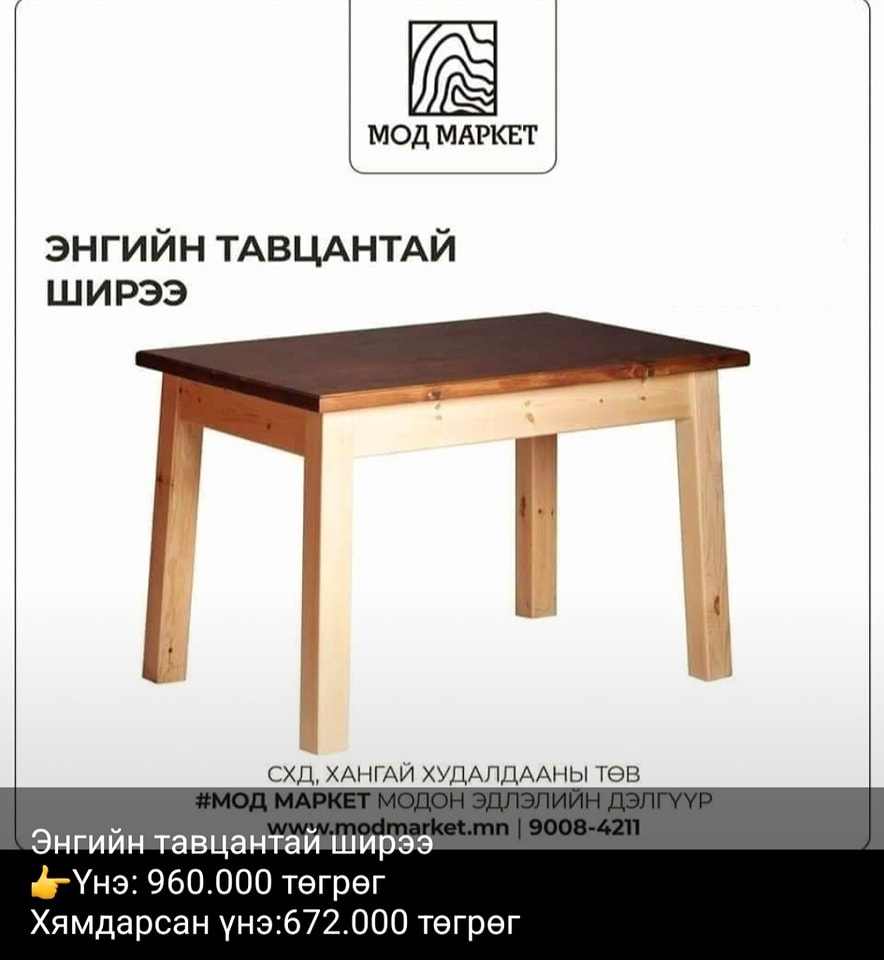 МОД МАРКЕТ
ЭНГИЙН ТАВЦАНТАЙ
ШИРЭЭ
СХД, ХАНГАЙ ХУДАЛДААНЫ ТӨВ
#МОД МАРКЕТ МОДОН ЭДЛЭЛИЙН ДЭЛГҮҮР
www.modmarket.mn | 9008-4211
Энгийн тавцантай ширээ
👉Үнэ: 960.000 төгрөг
Хямдарсан үнэ:672.000 төгрөг